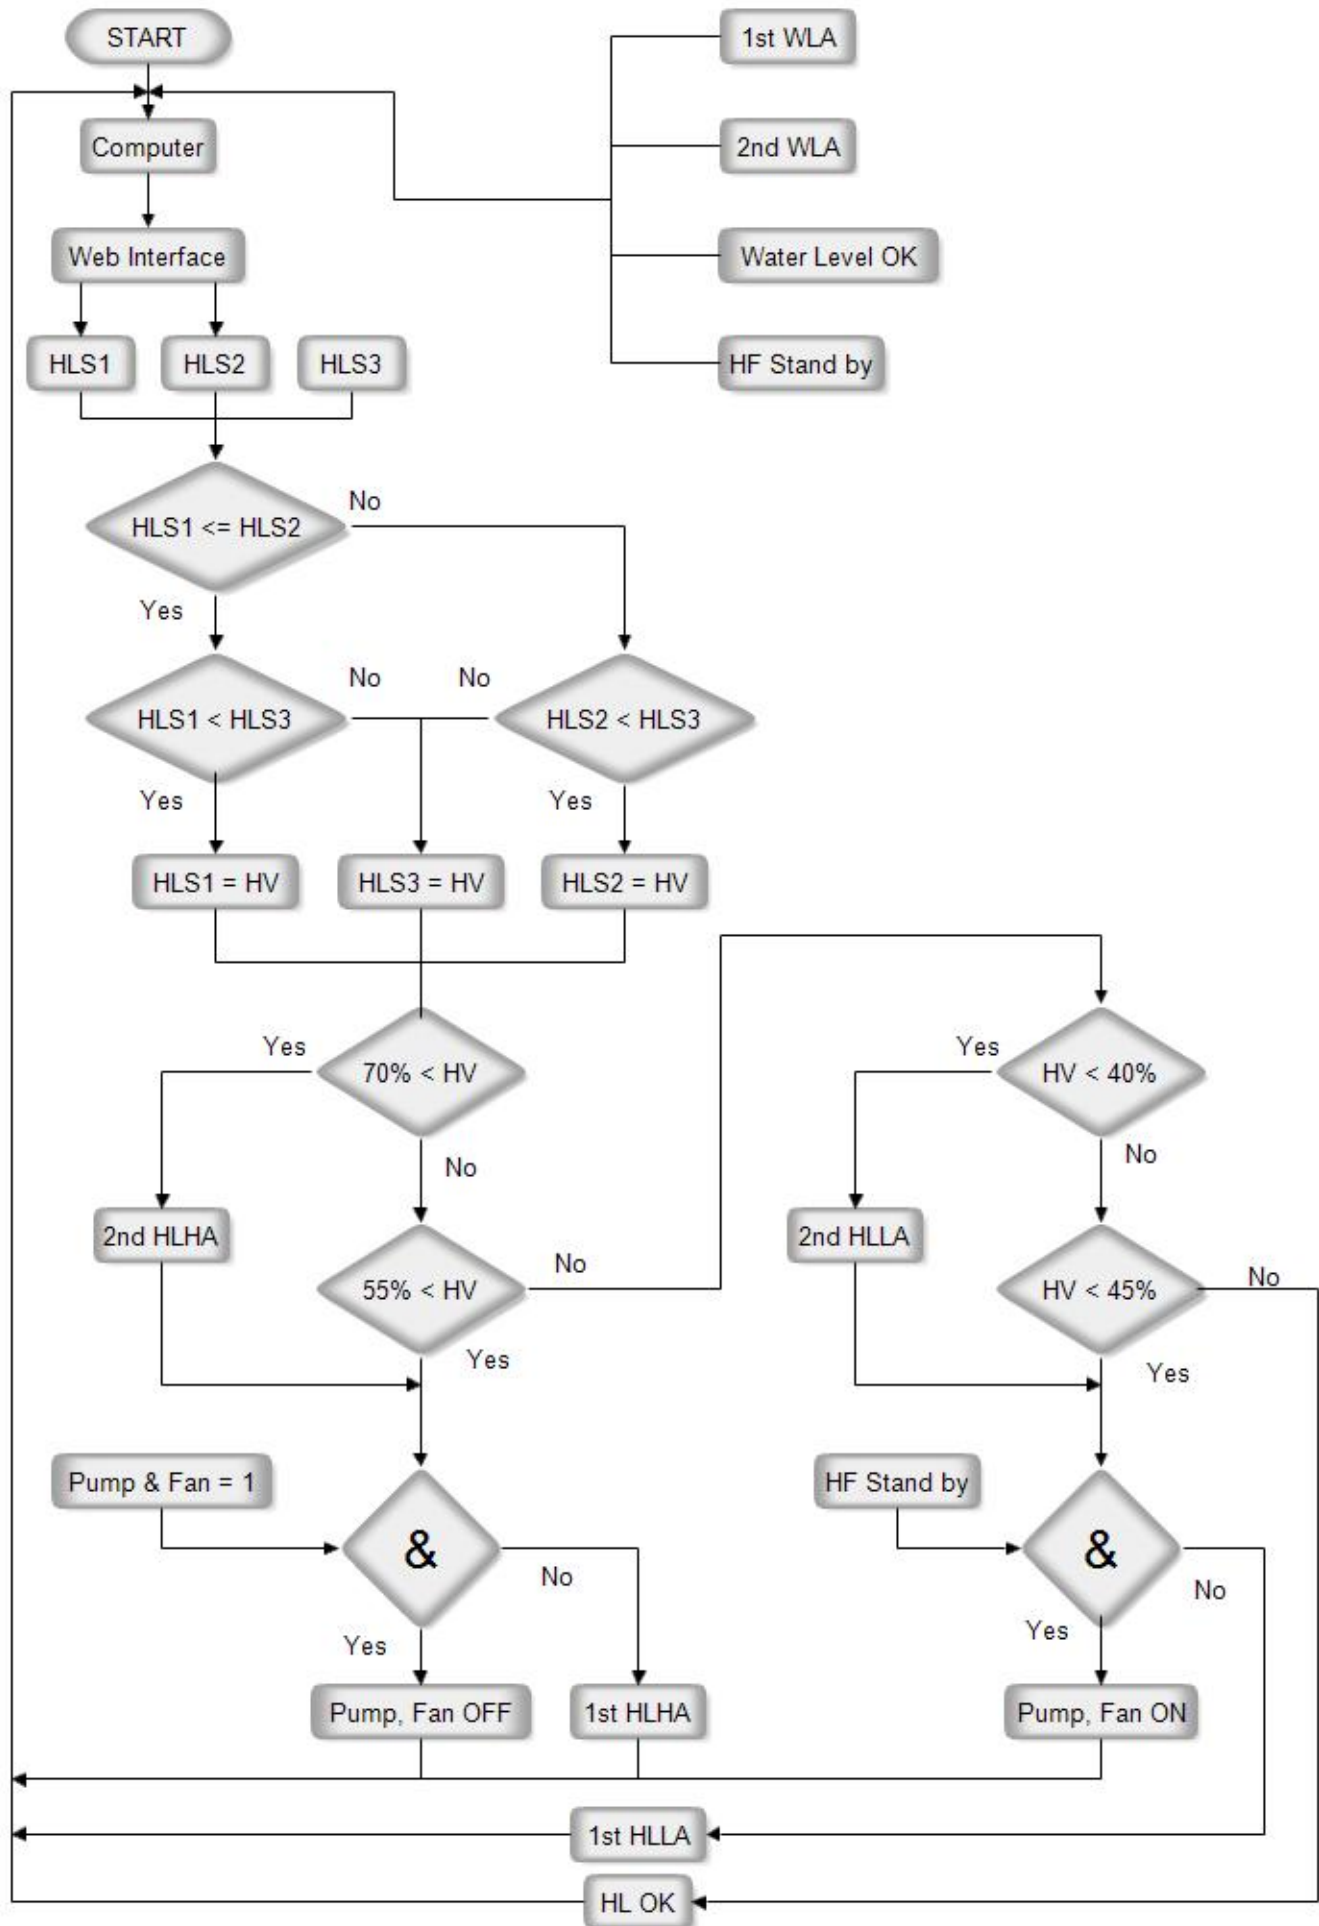 START
1st WLA
Computer
2nd WLA
Web Interface
Water Level OK
HLS1
HLS2
HLS3
HF Stand by
HLS1 <= HLS2
No
Yes
HLS1 < HLS3
No
No
HLS2 < HLS3
Yes
Yes
HLS1 = HV
HLS3 = HV
HLS2 = HV
Yes
70% < HV
No
Yes
HV < 40%
No
2nd HLHA
55% < HV
No
Yes
2nd HLLA
HV < 45%
No
Yes
Pump & Fan = 1
&
No
Yes
HF Stand by
&
No
Yes
Pump, Fan OFF
1st HLHA
Pump, Fan ON
1st HLLA
HL OK